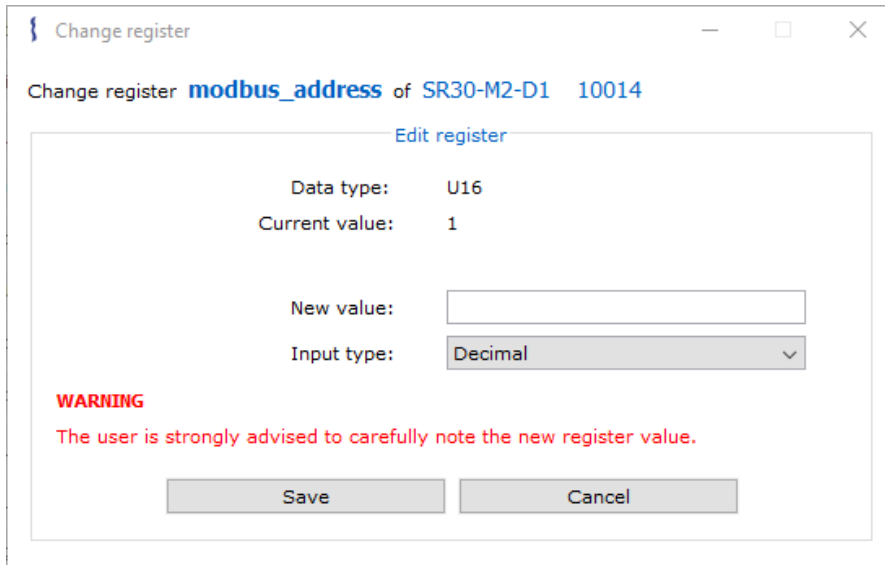 Change register
Change register modbus_address of SR30-M2-D1 10014
Edit register
Data type: U16
Current value: 1
New value:
Input type: Decimal
WARNING
The user is strongly advised to carefully note the new register value.
Save Cancel